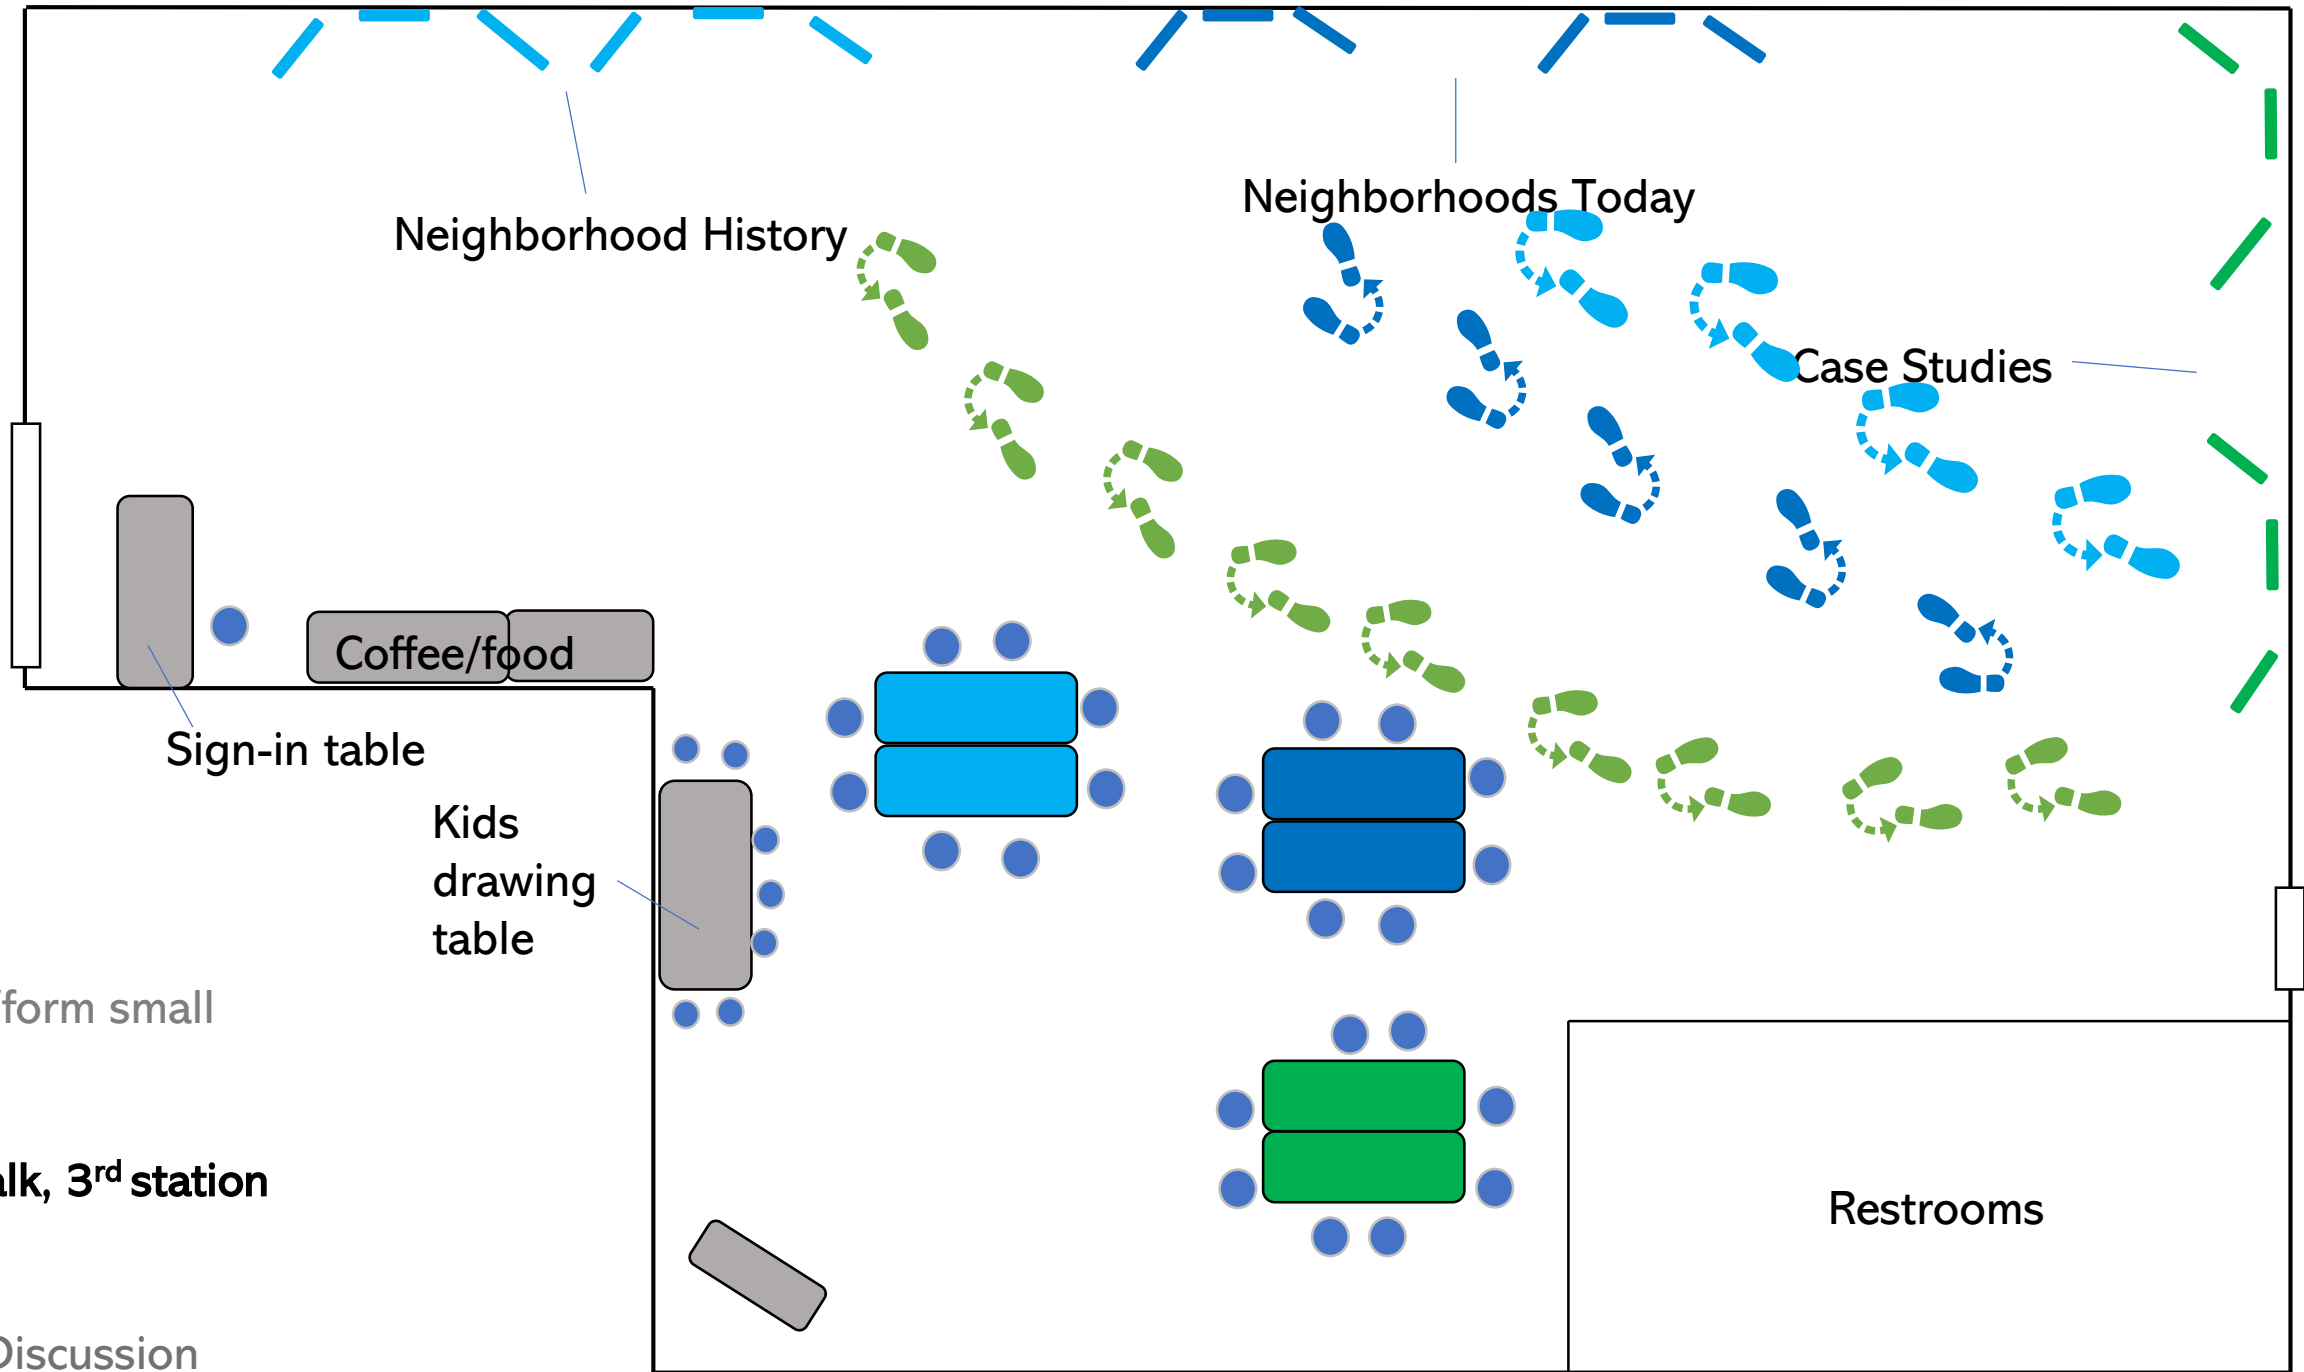 Neighborhoods Today
Neighborhood History
Case Studies
Coffee/food
Sign-in table
Kids
drawing
table
form small
3rd station
Restrooms
Discussion